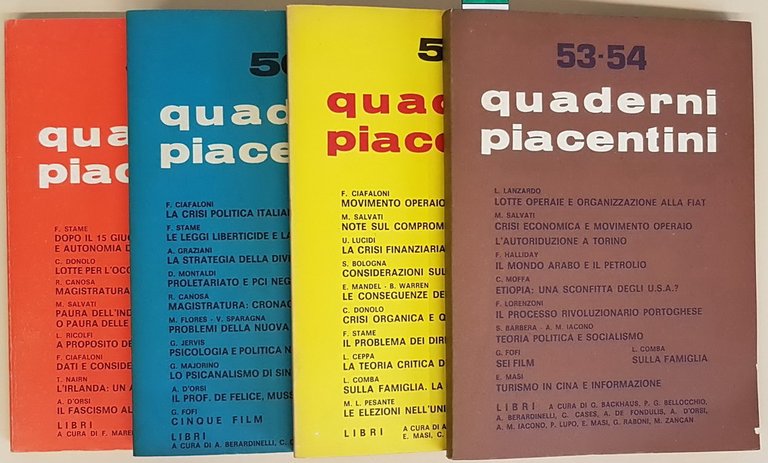 qua
piac
F. STAME
DOPO IL 15 GIUG
E AUTONOMIA D
C. DONOLO
LOTTE PER L'OCC
R. CANOSA
MAGISTRATURA
M. SALVATI
PAURA DELL'IND
O PAURA DELLE
L. RICOLFI
A PROPOSITO DE
F. CIAFALONI
DATI E CONSIDE
T. NAIRN
L'IRLANDA: UN A
A. D'ORSI
IL FASCISMO AL
LIBRI
A CURA DI F. MARE
5
quad
piacen
F. CIAFALONI
LA CRISI POLITICA ITALIAN
F. STAME
LE LEGGI LIBERTICIDE E LA
A. GRAZIANI
LA STRATEGIA DELLA DIVI
D. MONTALDI
PROLETARIATO E PCI NEG
R. CANOSA
MAGISTRATURA: CRONAC
M. FLORES - V. SPARAGNA
PROBLEMI DELLA NUOVA
G. JERVIS
PSICOLOGIA E POLITICA N
G. MAJORINO
LO PSICANALISMO DI SIN
A. D'ORSI
IL PROF. DE FELICE, MUSS
G. FOFI
CINQUE FILM
LIBRI
A CURA DI A. BERARDINELLI, C.
5
quad
piace
F. CIAFALONI
MOVIMENTO OPERAIO
M. SALVATI
NOTE SUL COMPROM
U. LUCIDI
LA CRISI FINANZIARIA
S. BOLOGNA
CONSIDERAZIONI SUL
E. MANDEL - B. WARREN
LE CONSEGUENZE DE
C. DONOLO
CRISI ORGANICA E Q
F. STAME
IL PROBLEMA DEI DIR
L. CEPPA
LA TEORIA CRITICA D
L. COMBA
SULLA FAMIGLIA. LA
M. L. PESANTE
LE ELEZIONI NELL'UNI
LIBRI
A CURA DI A
E. MASI, C.
53-54
quaderni
piacentini
L. LANZARDO
LOTTE OPERAIE E ORGANIZZAZIONE ALLA FIAT
M. SALVATI
CRISI ECONOMICA E MOVIMENTO OPERAIO
L'AUTORIDUZIONE A TORINO
F. HALLIDAY
IL MONDO ARABO E IL PETROLIO
C. MOFFA
ETIOPIA: UNA SCONFITTA DEGLI U.S.A.?
F. LORENZONI
IL PROCESSO RIVOLUZIONARIO PORTOGHESE
S. BARBERA - A. M. IACONO
TEORIA POLITICA E SOCIALISMO
G. FOFI
SEI FILM
L. COMBA
SULLA FAMIGLIA
E. MASI
TURISMO IN CINA E INFORMAZIONE
LIBRI A CURA DI G. BACKHAUS, P. G. BELLOCCHIO,
A. BERARDINELLI, C. CASES, A. DE FONDULIS, A. D'ORSI,
A. M. IACONO, P. LUPO, E. MASI, G. RABONI, M. ZANCAN